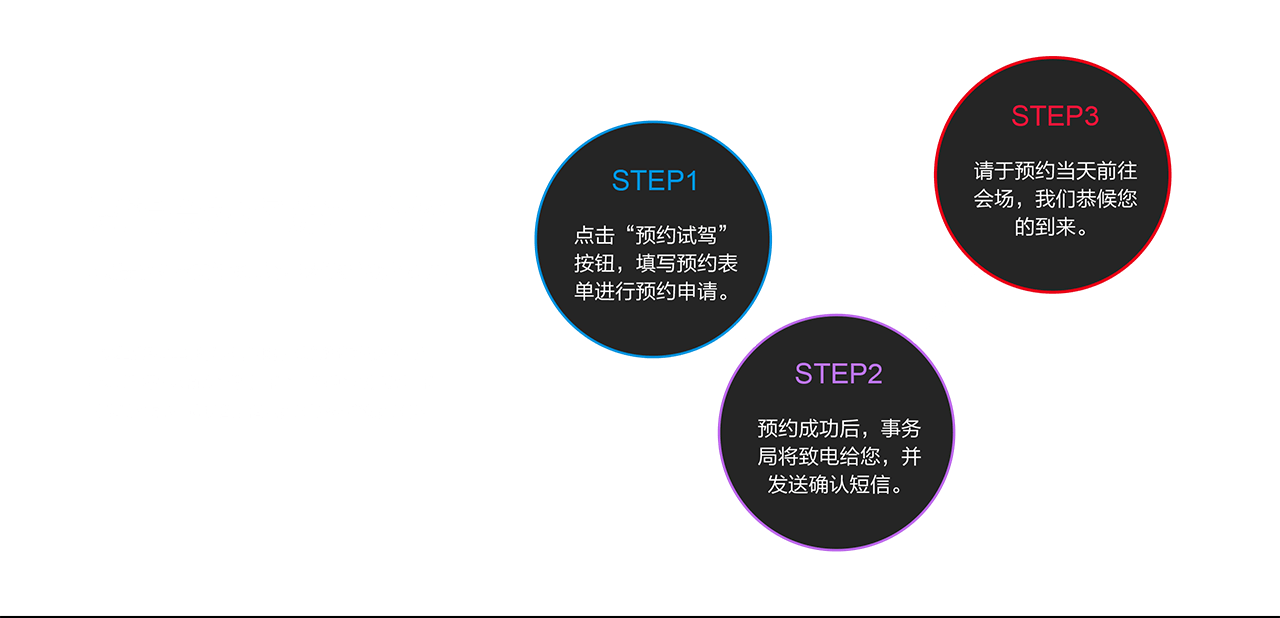 STEP1
点击“预约试驾”
按钮，填写预约表
单进行预约申请。
STEP2
预约成功后，事务
局将致电给您，并
发送确认短信。
STEP3
请于预约当天前往
会场，我们恭候您
的到来。